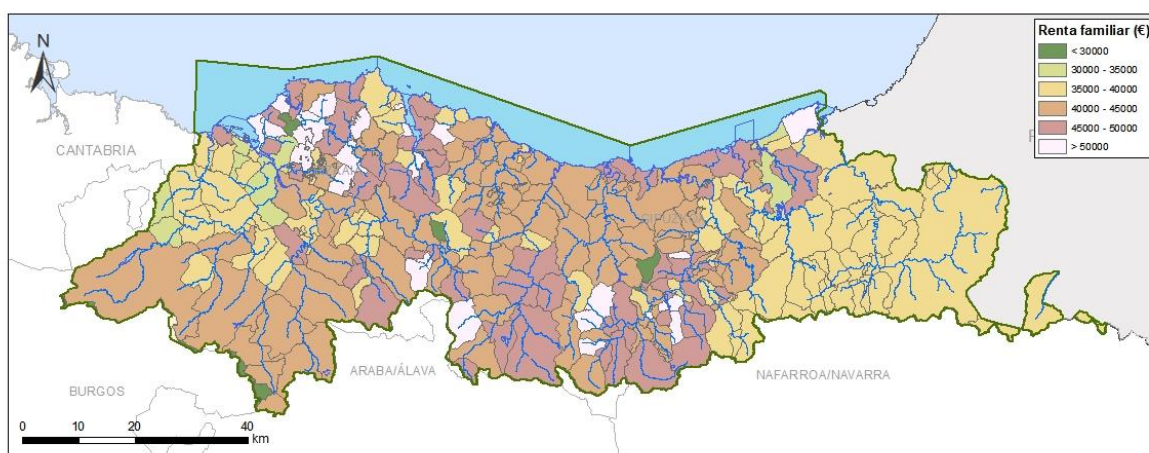 N
Renta familiar (€)
< 30000
30000 - 35000
35000 - 40000
40000 - 45000
45000 - 50000
> 50000
CANTABRIA
BURGOS
ARABA/ÁLAVA
NAFARROA/NAVARRA
0 10 20 40
km